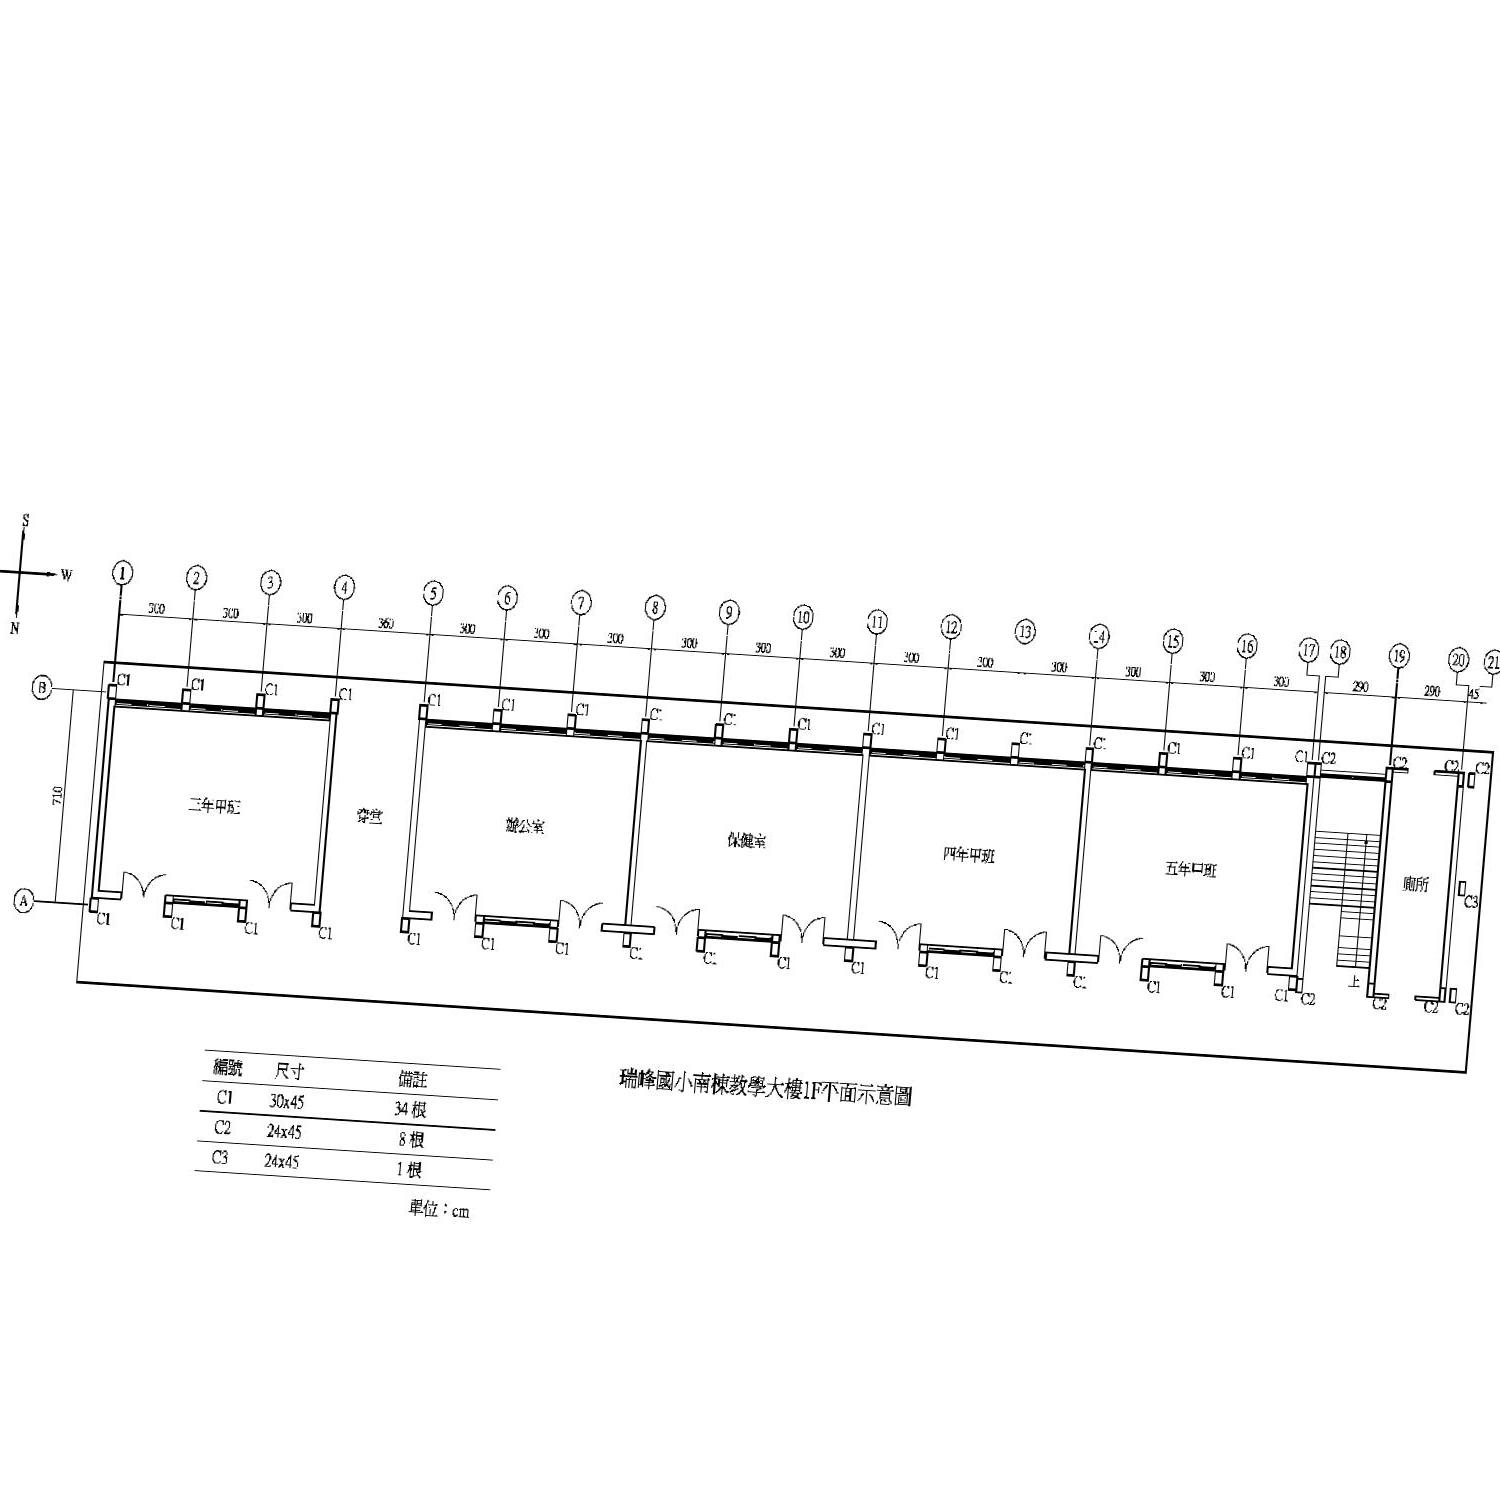 S
W
N
1 2 3 4 5 6 7 8 9 10 11 12 13 14 15 16 17 18 19 20 21
300 300 300 360 300 300 300 300 300 300 300 300 300 300 300 300 290 290 45
B
C1 C1 C1 C1 C1 C1 C1 C1 C1 C1 C1 C1 C1 C1 C1 C1 C1 C2 C2 C2 C2
710
年甲班 穿堂 辦公室 保健室 四年甲班 五年甲班 廁所
C3
A
C1 C1 C1 C1 C1 C1 C1 C1 C1 C1 C1 C1 C1 C1 C1 C1 C1 C2 C2 C2 C2
上
編號 尺寸 備註
C1 30x45 34 根
C2 24x45 8 根
C3 24x45 1 根
單位：cm
瑞峰國小南棟教學大樓1F平面示意圖